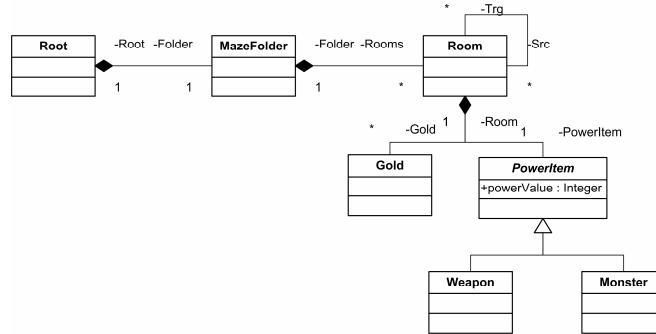 * -Trg
Root -Root -Folder MazeFolder -Folder -Rooms Room -Src
1 1 1 * *
* -Gold 1 -Room 1 -PowerItem
Gold PowerItem
+powerValue : Integer
Weapon Monster